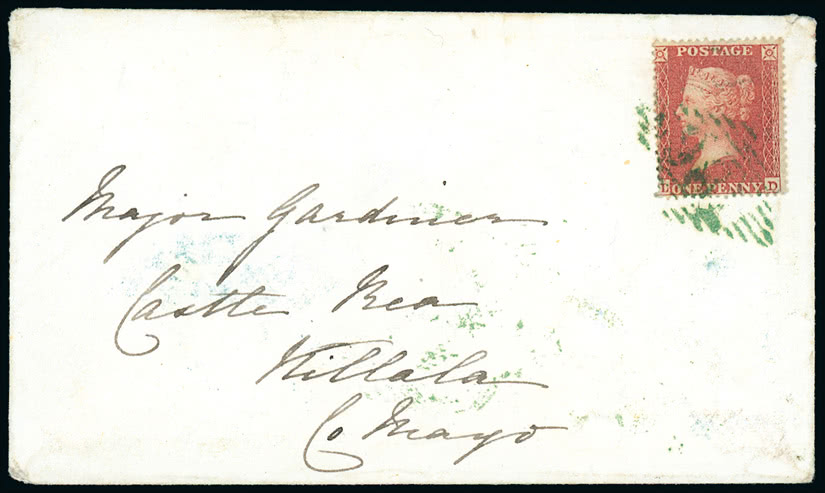 POSTAGE
ONE PENNY
D
Major Gardiner
Castle Rea
Killala
Co Mayo